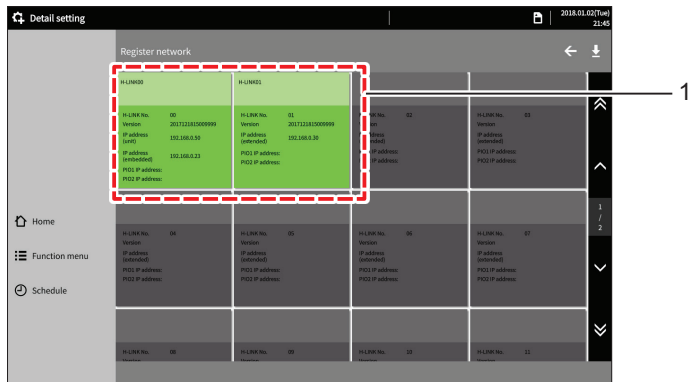 Detail setting
2018.01.02(Tue)
21:45
Register network
1
H-LINK00
H-LINK No. 00
Version 2017121815009999
IP address (unit) 192.168.0.50
IP address (embedded) 192.168.0.23
PIO1 IP address:
PIO2 IP address:
H-LINK01
H-LINK No. 01
Version 2017121815009999
IP address (extended) 192.168.0.30
PIO1 IP address:
PIO2 IP address:
H-LINK No. 02
Version
IP address (extended)
PIO1 IP address:
PIO2 IP address:
H-LINK No. 03
Version
IP address (extended)
PIO1 IP address:
PIO2 IP address:
1
/
2
Home
Function menu
Schedule
H-LINK No. 04
Version
IP address (extended)
PIO1 IP address:
PIO2 IP address:
H-LINK No. 05
Version
IP address (extended)
PIO1 IP address:
PIO2 IP address:
H-LINK No. 06
Version
IP address (extended)
PIO1 IP address:
PIO2 IP address:
H-LINK No. 07
Version
IP address (extended)
PIO1 IP address:
PIO2 IP address:
H-LINK No. 08
H-LINK No. 09
H-LINK No. 10
H-LINK No. 11